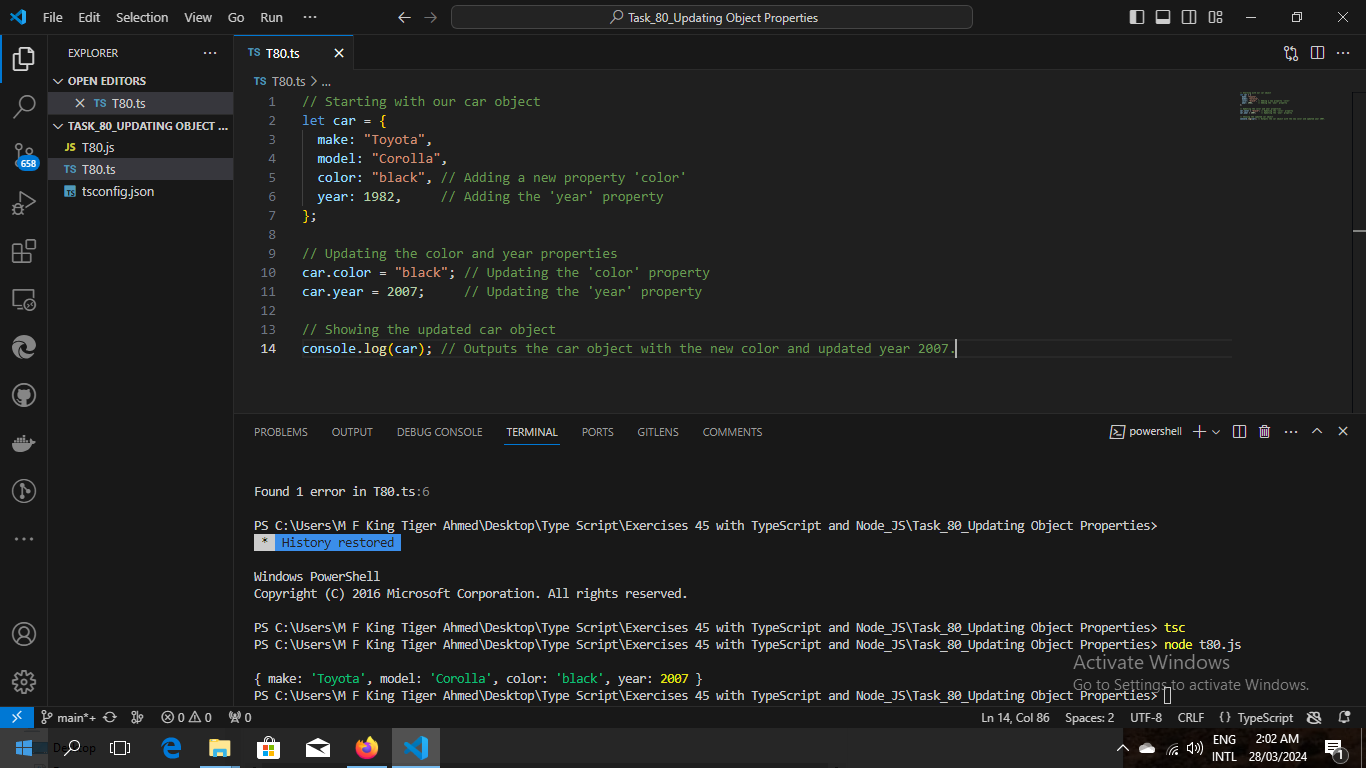 File Edit Selection View Go Run ··· Task_80_Updating Object Properties
EXPLORER ···
OPEN EDITORS
TS T80.ts
TASK_80_UPDATING OBJECT ...
JS T80.js
TS T80.ts
TS tsconfig.json
658
TS T80.ts
TS T80.ts > ...
1 // Starting with our car object
2 let car = {
3 make: "Toyota",
4 model: "Corolla",
5 color: "black", // Adding a new property 'color'
6 year: 1982, // Adding the 'year' property
7 };
8
9 // Updating the color and year properties
10 car.color = "black"; // Updating the 'color' property
11 car.year = 2007; // Updating the 'year' property
12
13 // Showing the updated car object
14 console.log(car); // Outputs the car object with the new color and updated year 2007.
PROBLEMS OUTPUT DEBUG CONSOLE TERMINAL PORTS GITLENS COMMENTS powershell
Found 1 error in T80.ts:6
PS C:\Users\M F King Tiger Ahmed\Desktop\Type Script\Exercises 45 with TypeScript and Node_JS\Task_80_Updating Object Properties>
* History restored
Windows PowerShell
Copyright (C) 2016 Microsoft Corporation. All rights reserved.
PS C:\Users\M F King Tiger Ahmed\Desktop\Type Script\Exercises 45 with TypeScript and Node_JS\Task_80_Updating Object Properties> tsc
PS C:\Users\M F King Tiger Ahmed\Desktop\Type Script\Exercises 45 with TypeScript and Node_JS\Task_80_Updating Object Properties> node t80.js
{ make: 'Toyota', model: 'Corolla', color: 'black', year: 2007 }
PS C:\Users\M F King Tiger Ahmed\Desktop\Type Script\Exercises 45 with TypeScript and Node_JS\Task_80_Updating Object Properties>
Activate Windows
Go to Settings to activate Windows.
main*+ 0 0 0 Ln 14, Col 86 Spaces: 2 UTF-8 CRLF {} TypeScript
Desktop
ENG 2:02 AM
INTL 28/03/2024 1